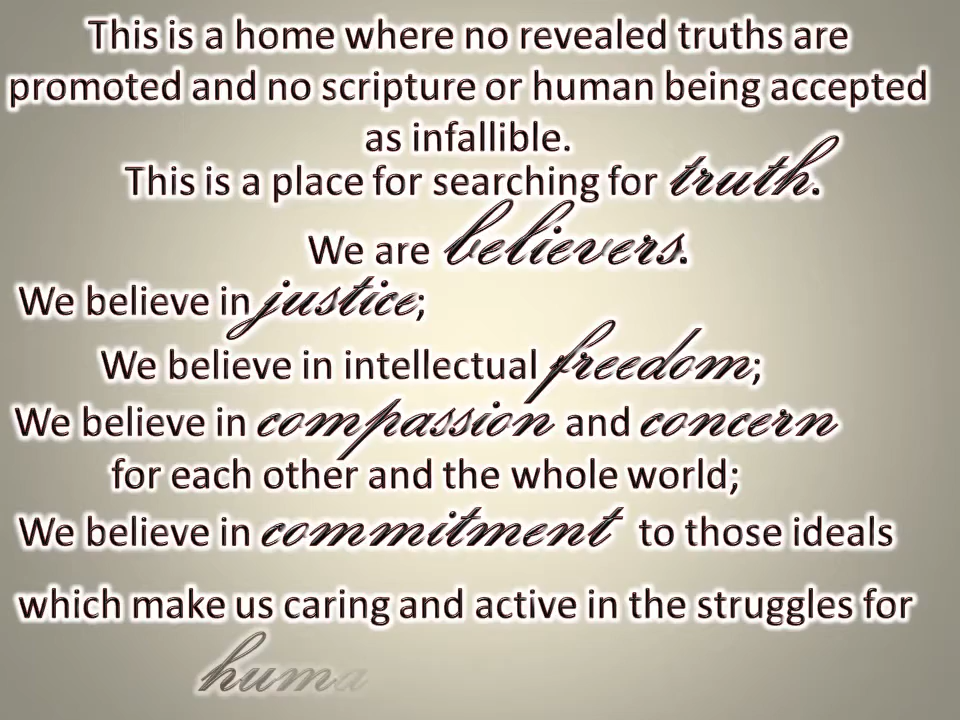 This is a home where no revealed truths are
promoted and no scripture or human being accepted
as infallible.
This is a place for searching for truth.
We are believers.
We believe in justice;
We believe in intellectual freedom;
We believe in compassion and concern
for each other and the whole world;
We believe in commitment to those ideals
which make us caring and active in the struggles for
huma